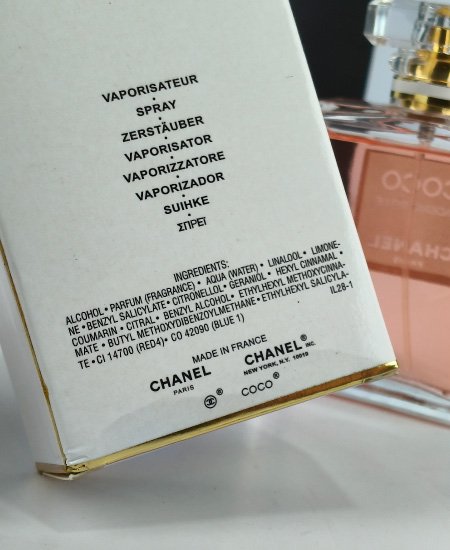 VAPORISATEUR
•
SPRAY
•
ZERSTÄUBER
•
VAPORISATOR
•
VAPORIZZATORE
•
VAPORIZADOR
•
SUIHKE
•
ΣΠΡΕΪ
INGREDIENTS:
ALCOHOL • PARFUM (FRAGRANCE) • AQUA (WATER) • LINALOOL • LIMONE-
NE • BENZYL SALICYLATE • CITRONELLOL • GERANIOL • HEXYL CINNAMAL •
COUMARIN • CITRAL • BENZYL ALCOHOL • ETHYLHEXYL METHOXYCINNA-
MATE • BUTYL METHOXYDIBENZOYLMETHANE • ETHYLHEXYL SALICYLA-
TE • CI 14700 (RED4) • CO 42090 (BLUE 1)
IL28-1
MADE IN FRANCE
CHANEL CHANEL® INC.
PARIS NEW YORK, N.Y. 10019
® COCO®
COCO
CHANEL